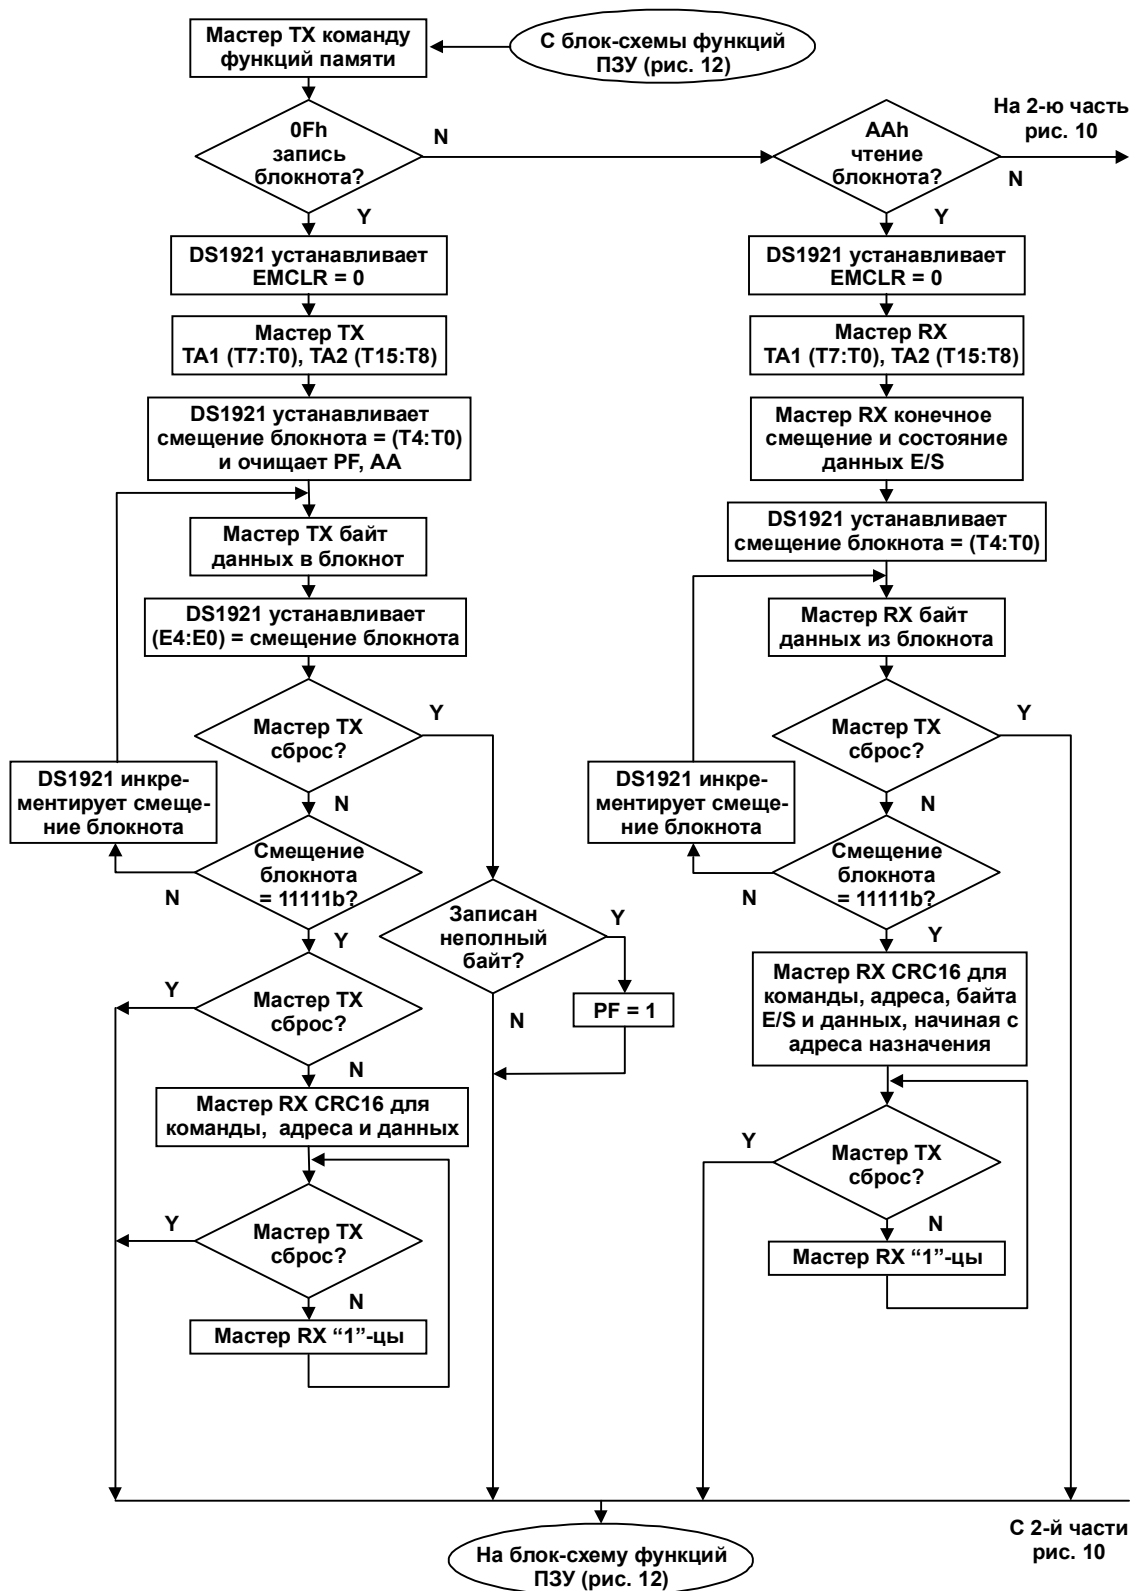 Мастер TX команду
функций памяти
С блок-схемы функций
ПЗУ (рис. 12)
0Fh
запись
блокнота?
N
Y
AAh
чтение
блокнота?
На 2-ю часть
рис. 10
N
Y
DS1921 устанавливает
EMCLR = 0
Мастер TX
TA1 (T7:T0), TA2 (T15:T8)
DS1921 устанавливает
смещение блокнота = (T4:T0)
и очищает PF, AA
Мастер TX байт
данных в блокнот
DS1921 устанавливает
(E4:E0) = смещение блокнота
Мастер TX
сброс?
Y
N
DS1921 инкре-
ментирует смеще-
ние блокнота
Смещение
блокнота
= 11111b?
N
Y
Записан
неполный
байт?
Y
N
PF = 1
Мастер TX
сброс?
Y
N
Мастер RX CRC16 для
команды, адреса и данных
Мастер TX
сброс?
Y
N
Мастер RX “1”-цы
DS1921 устанавливает
EMCLR = 0
Мастер RX
TA1 (T7:T0), TA2 (T15:T8)
Мастер RX конечное
смещение и состояние
данных E/S
DS1921 устанавливает
смещение блокнота = (T4:T0)
Мастер RX байт
данных из блокнота
Мастер TX
сброс?
Y
N
DS1921 инкре-
ментирует смеще-
ние блокнота
Смещение
блокнота
= 11111b?
N
Y
Мастер RX CRC16 для
команды, адреса, байта
E/S и данных, начиная с
адреса назначения
Мастер TX
сброс?
Y
N
Мастер RX “1”-цы
На блок-схему функций
ПЗУ (рис. 12)
С 2-й части
рис. 10